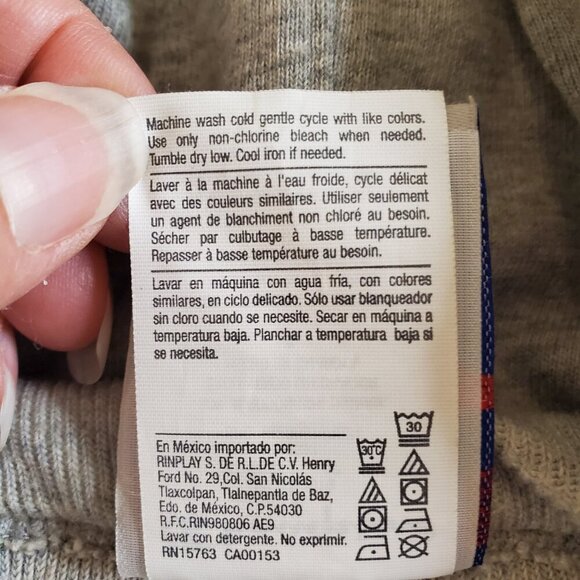 Machine wash cold gentle cycle with like colors.
Use only non-chlorine bleach when needed.
Tumble dry low. Cool iron if needed.
Laver à la machine à l'eau froide, cycle délicat
avec des couleurs similaires. Utiliser seulement
un agent de blanchiment non chloré au besoin.
Sécher par culbutage à basse température.
Repasser à basse température au besoin.
Lavar en máquina con agua fría, con colores
similares, en ciclo delicado. Sólo usar blanqueador
sin cloro cuando se necesite. Secar en máquina a
temperatura baja. Planchar a temperatura baja si
se necesita.
En México importado por:
RINPLAY S. DE R.L.DE C.V. Henry
Ford No. 29,Col. San Nicolás
Tlaxcolpan, Tlalnepantla de Baz,
Edo. de México, C.P.54030
R.F.C.RIN980806 AE9
Lavar con detergente. No exprimir.
RN15763 CA00153
30°C
30